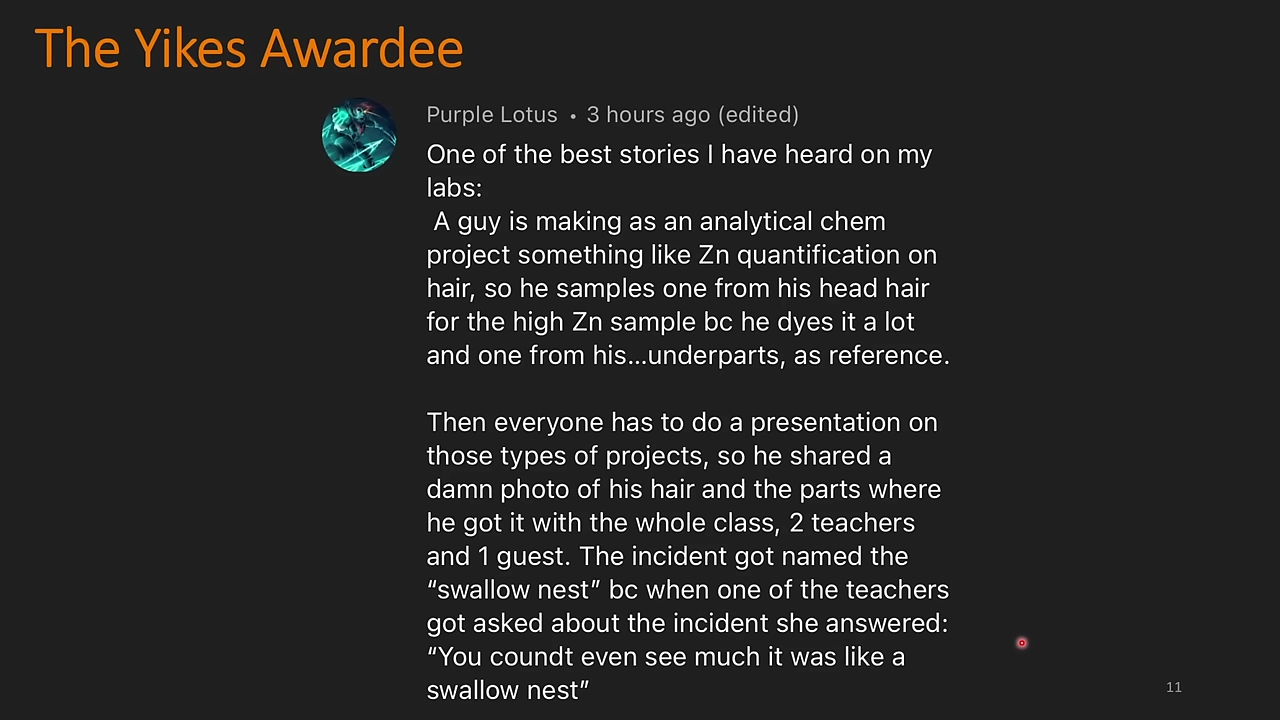 The Yikes Awardee
Purple Lotus • 3 hours ago (edited)
One of the best stories I have heard on my
labs:
A guy is making as an analytical chem
project something like Zn quantification on
hair, so he samples one from his head hair
for the high Zn sample bc he dyes it a lot
and one from his...underparts, as reference.
Then everyone has to do a presentation on
those types of projects, so he shared a
damn photo of his hair and the parts where
he got it with the whole class, 2 teachers
and 1 guest. The incident got named the
“swallow nest” bc when one of the teachers
got asked about the incident she answered:
“You coundt even see much it was like a
swallow nest”
11